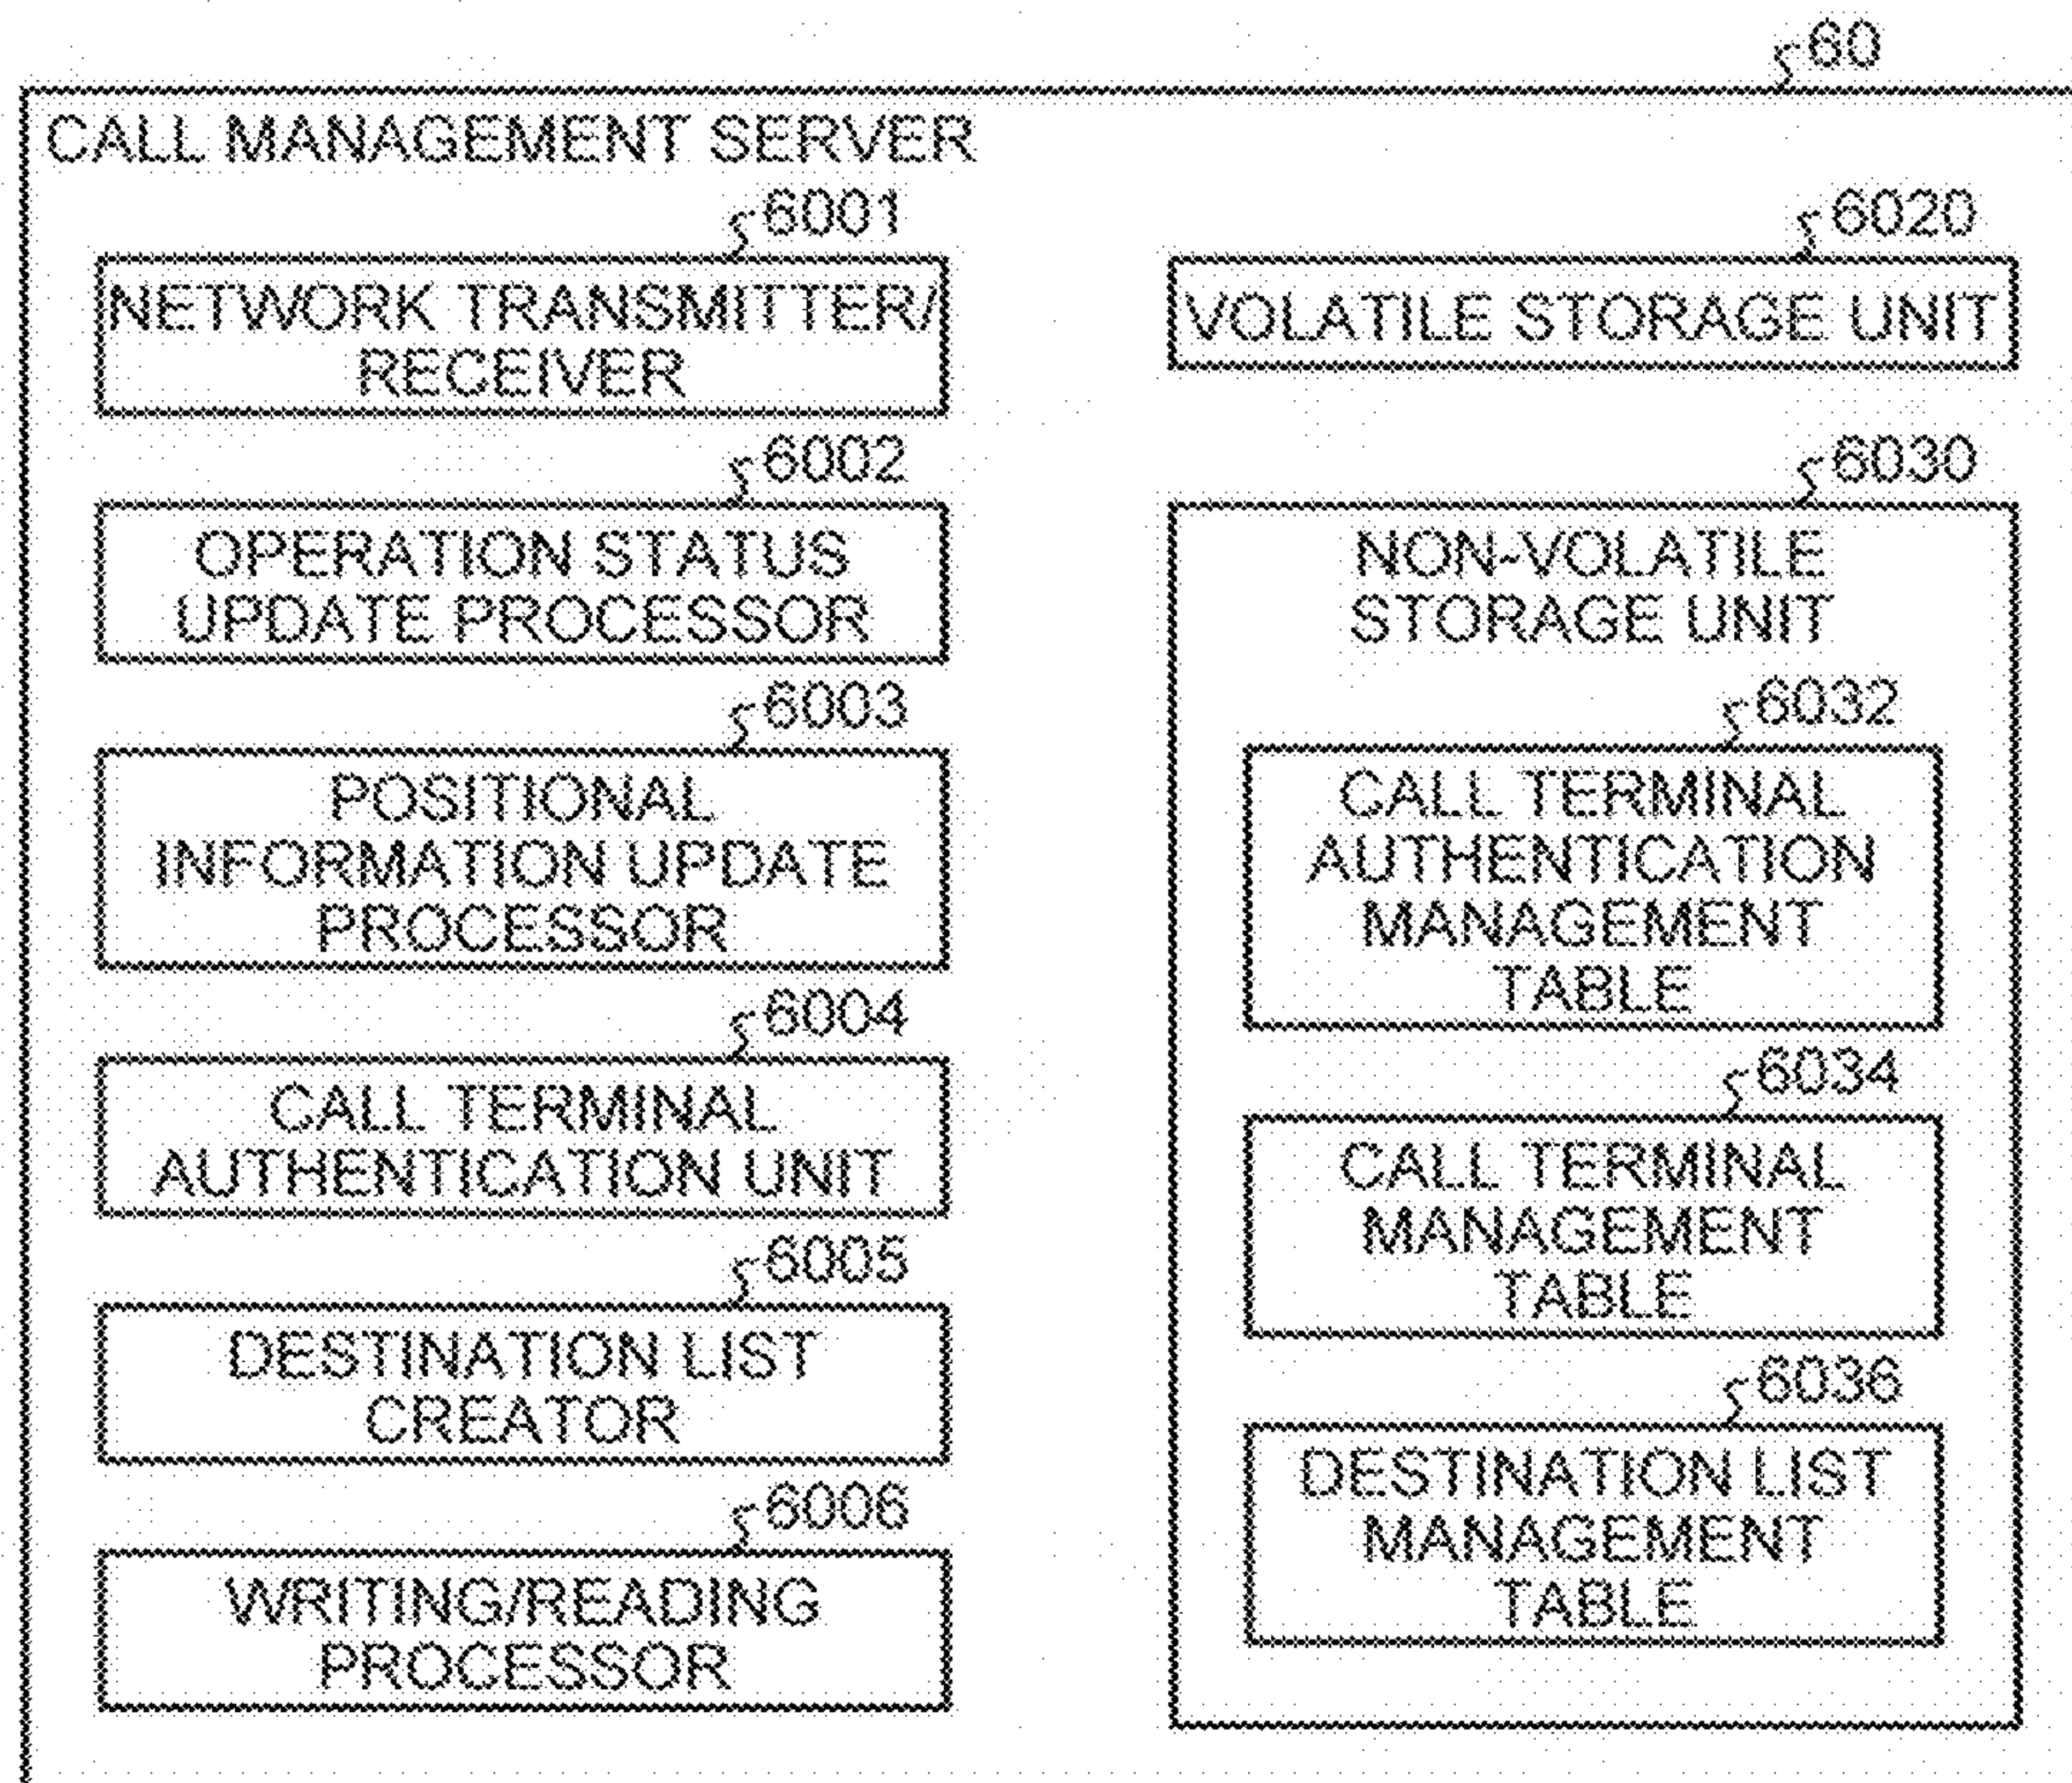 60
CALL MANAGEMENT SERVER
6001
NETWORK TRANSMITTER/
RECEIVER
6002
OPERATION STATUS
UPDATE PROCESSOR
6003
POSITIONAL
INFORMATION UPDATE
PROCESSOR
6004
CALL TERMINAL
AUTHENTICATION UNIT
6005
DESTINATION LIST
CREATOR
6006
WRITING/READING
PROCESSOR
6020
VOLATILE STORAGE UNIT
6030
NON-VOLATILE
STORAGE UNIT
6032
CALL TERMINAL
AUTHENTICATION
MANAGEMENT
TABLE
6034
CALL TERMINAL
MANAGEMENT
TABLE
6036
DESTINATION LIST
MANAGEMENT
TABLE